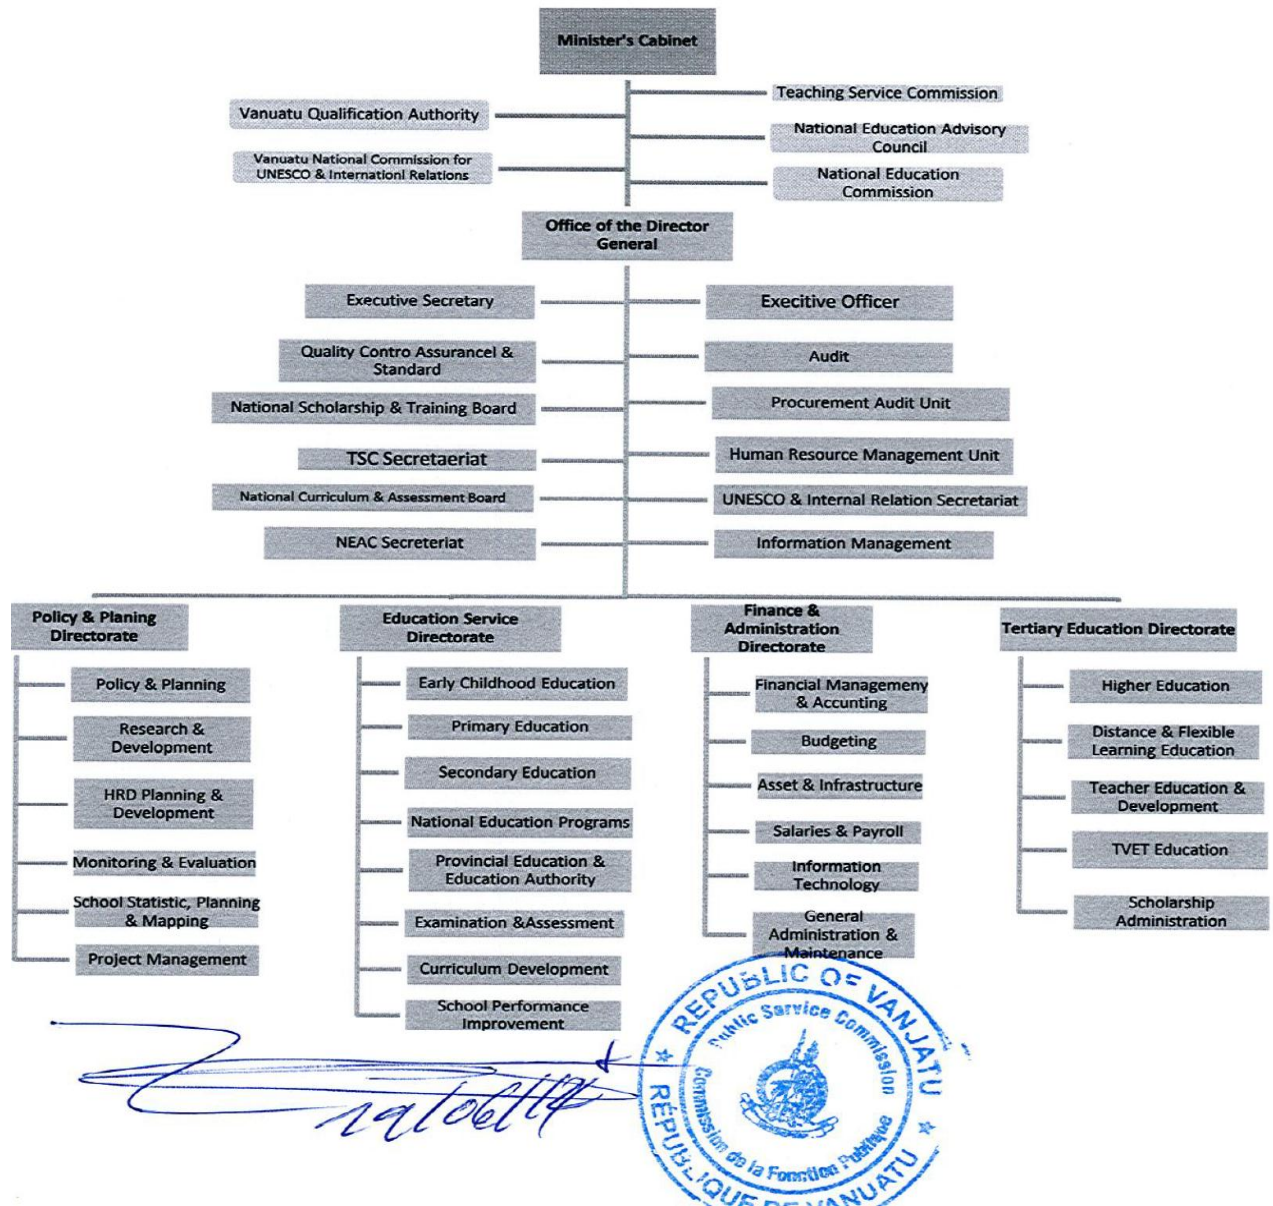 Minister's Cabinet
Teaching Service Commission
Vanuatu Qualification Authority
National Education Advisory
Council
Vanuatu National Commission for
UNESCO & Internationl Relations
National Education
Commission
Office of the Director
General
Executive Secretary
Execitive Officer
Quality Contro Assurancel &
Standard
Audit
National Scholarship & Training Board
Procurement Audit Unit
TSC Secretaeriat
Human Resource Management Unit
National Curriculum & Assessment Board
UNESCO & Internal Relation Secretariat
NEAC Secreteriat
Information Management
Policy & Planing
Directorate
Policy & Planning
Research &
Development
HRD Planning &
Development
Monitoring & Evaluation
School Statistic, Planning
& Mapping
Project Management
Education Service
Directorate
Early Childhood Education
Primary Education
Secondary Education
National Education Programs
Provincial Education &
Education Authority
Examination &Assessment
Curriculum Development
School Performance
Improvement
Finance &
Administration
Directorate
Financial Managemeny
& Accunting
Budgeting
Asset & Infrastructure
Salaries & Payroll
Information
Technology
General
Administration &
Maintenance
Tertiary Education Directorate
Higher Education
Distance & Flexible
Learning Education
Teacher Education &
Development
TVET Education
Scholarship
Administration
REPUBLIC OF VANUATU
Public Service Commission
Commission de la Fonction Publique
RÉPUBLIQUE DE VANUATU